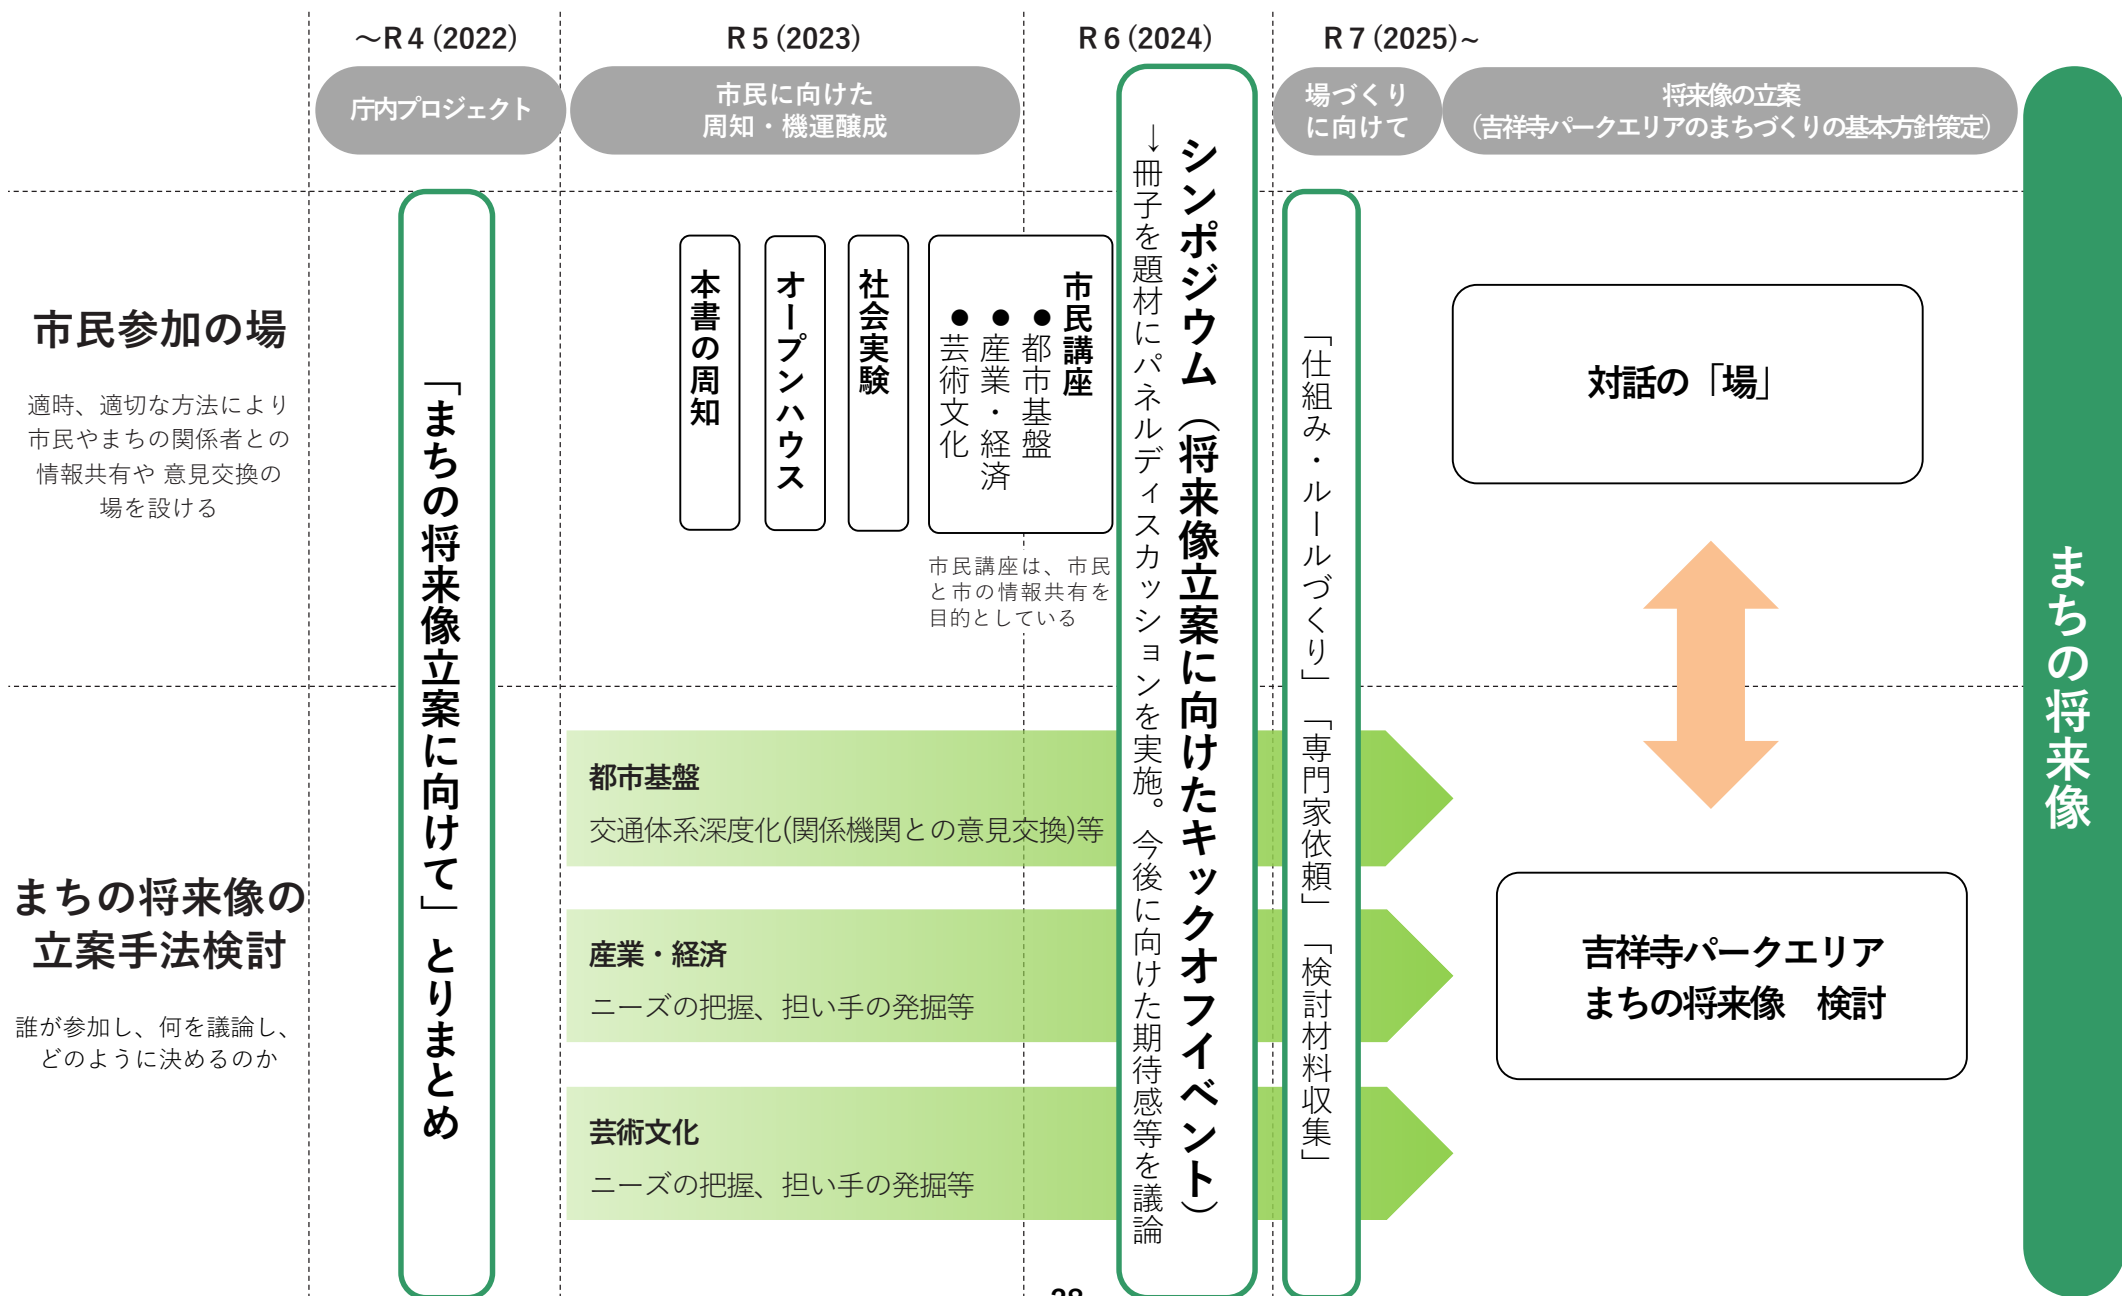 ～R４(2022)
R５(2023)
R６(2024)
R７(2025)~
庁内プロジェクト
市民に向けた
周知・機運醸成
場づくり
に向けて
将来像の立案
（吉祥寺パークエリアのまちづくりの基本方針策定）
市民参加の場
適時、適切な方法により
市民やまちの関係者との
情報共有や 意見交換の
場を設ける
「まちの将来像立案に向けて」とりまとめ
本書の周知
オープンハウス
社会実験
市民講座
●都市基盤
●産業・経済
●芸術文化
市民講座は、市民
と市の情報共有を
目的としている
シンポジウム（将来像立案に向けたキックオフイベント）
→冊子を題材にパネルディスカッションを実施。今後に向けた期待感等を議論
「仕組み・ルールづくり」「専門家依頼」「検討材料収集」
対話の「場」
まちの将来像の
立案手法検討
誰が参加し、何を議論し、
どのように決めるのか
都市基盤
交通体系深度化(関係機関との意見交換)等
産業・経済
ニーズの把握、担い手の発掘等
芸術文化
ニーズの把握、担い手の発掘等
吉祥寺パークエリア
まちの将来像　検討
まちの将来像